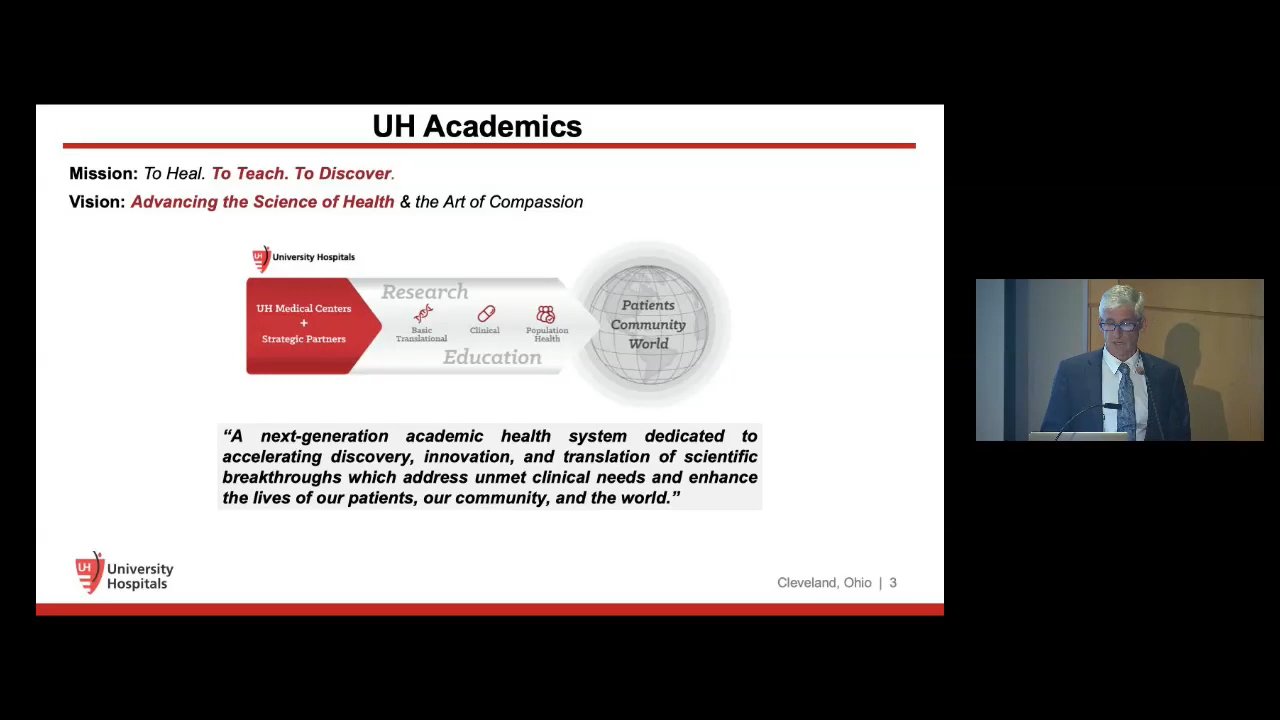 UH Academics
Mission: To Heal. To Teach. To Discover.
Vision: Advancing the Science of Health & the Art of Compassion
UH University Hospitals
UH Medical Centers
+
Strategic Partners
Research
Basic
Translational
Clinical
Population
Health
Education
Patients
Community
World
“A next-generation academic health system dedicated to
accelerating discovery, innovation, and translation of scientific
breakthroughs which address unmet clinical needs and enhance
the lives of our patients, our community, and the world.”
UH University
Hospitals
Cleveland, Ohio | 3